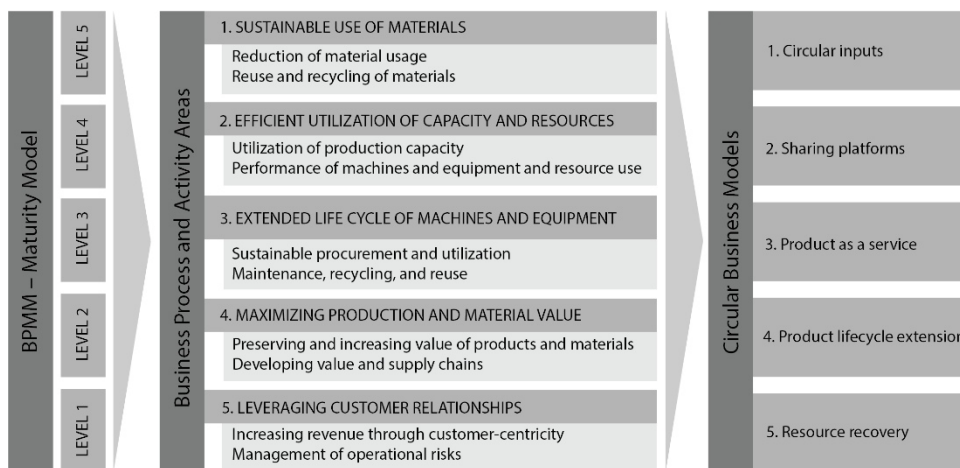 BPMM – Maturity Model
LEVEL 5
LEVEL 4
LEVEL 3
LEVEL 2
LEVEL 1
Business Process and Activity Areas
1. SUSTAINABLE USE OF MATERIALS
Reduction of material usage
Reuse and recycling of materials
2. EFFICIENT UTILIZATION OF CAPACITY AND RESOURCES
Utilization of production capacity
Performance of machines and equipment and resource use
3. EXTENDED LIFE CYCLE OF MACHINES AND EQUIPMENT
Sustainable procurement and utilization
Maintenance, recycling, and reuse
4. MAXIMIZING PRODUCTION AND MATERIAL VALUE
Preserving and increasing value of products and materials
Developing value and supply chains
5. LEVERAGING CUSTOMER RELATIONSHIPS
Increasing revenue through customer-centricity
Management of operational risks
Circular Business Models
1. Circular inputs
2. Sharing platforms
3. Product as a service
4. Product lifecycle extension
5. Resource recovery